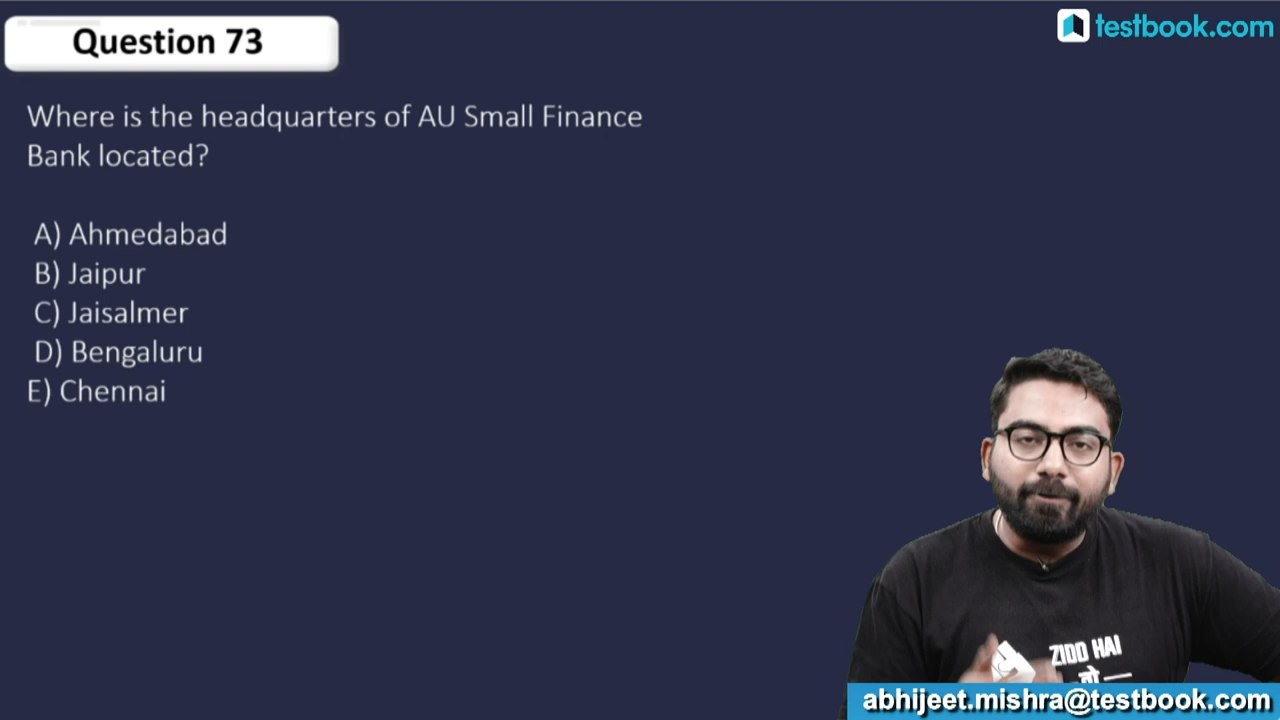 Question 73
testbook.com
Where is the headquarters of AU Small Finance
Bank located?
A) Ahmedabad
B) Jaipur
C) Jaisalmer
D) Bengaluru
E) Chennai
ZIDD HAI
तो —
abhijeet.mishra@testbook.com